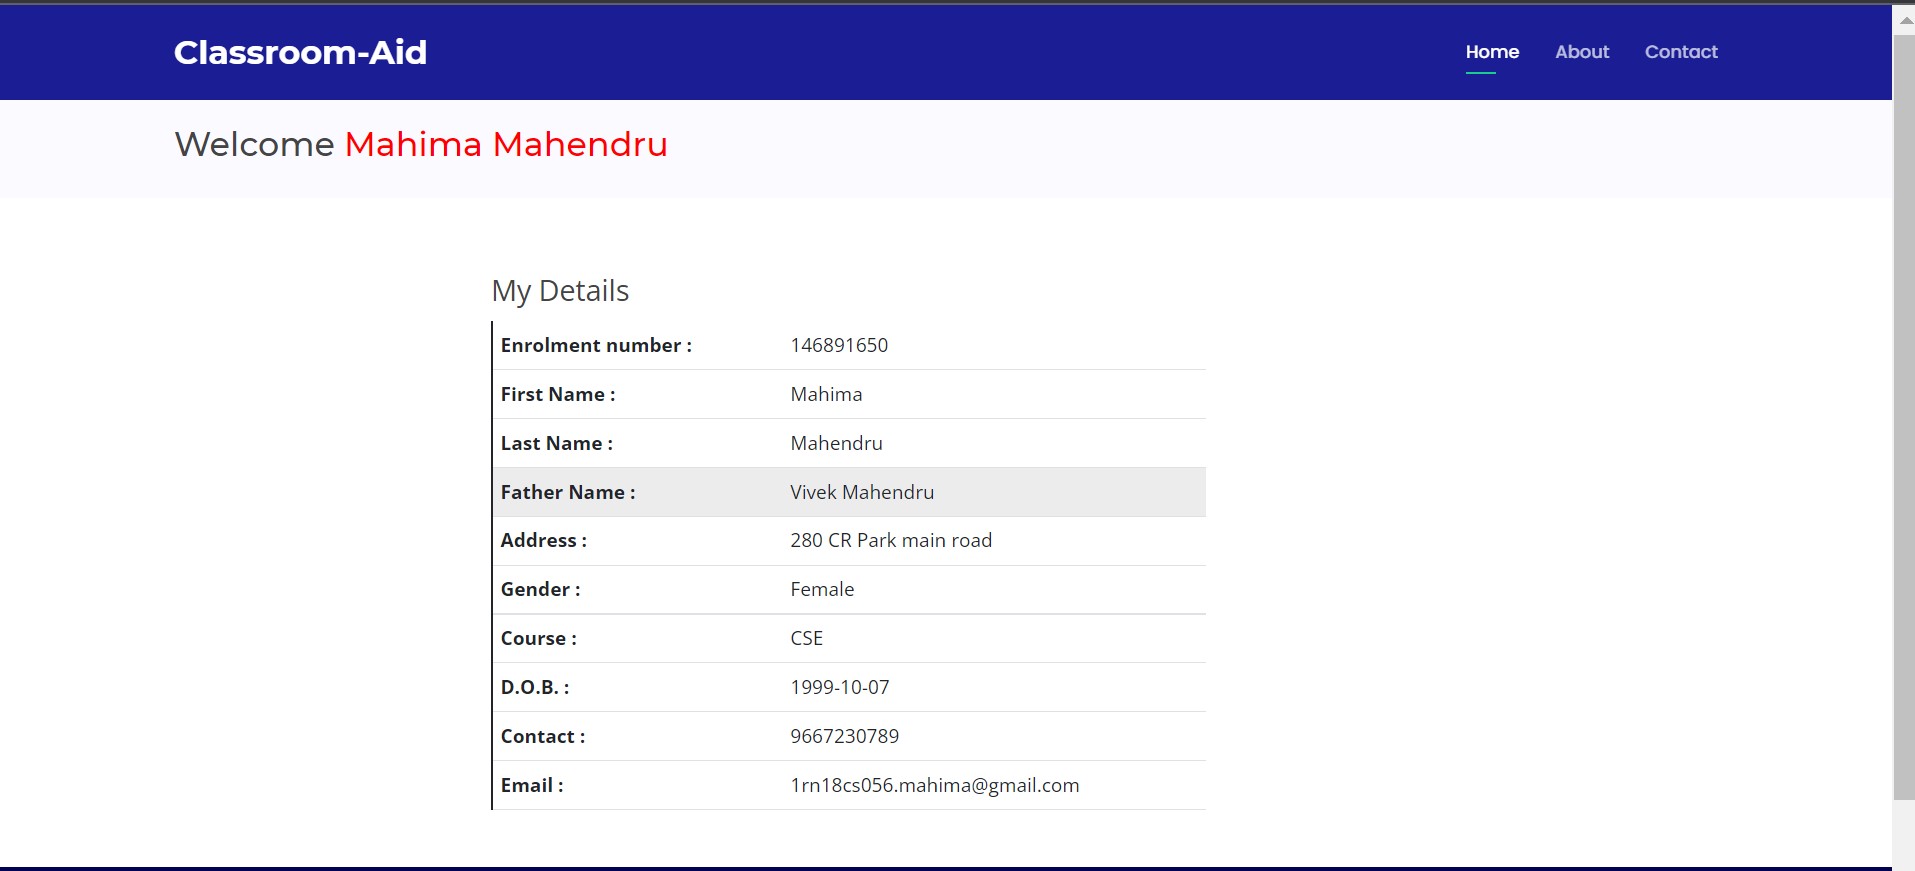 Classroom-Aid Home About Contact
Welcome Mahima Mahendru
My Details
Enrolment number : 146891650
First Name : Mahima
Last Name : Mahendru
Father Name : Vivek Mahendru
Address : 280 CR Park main road
Gender : Female
Course : CSE
D.O.B. : 1999-10-07
Contact : 9667230789
Email : 1rn18cs056.mahima@gmail.com